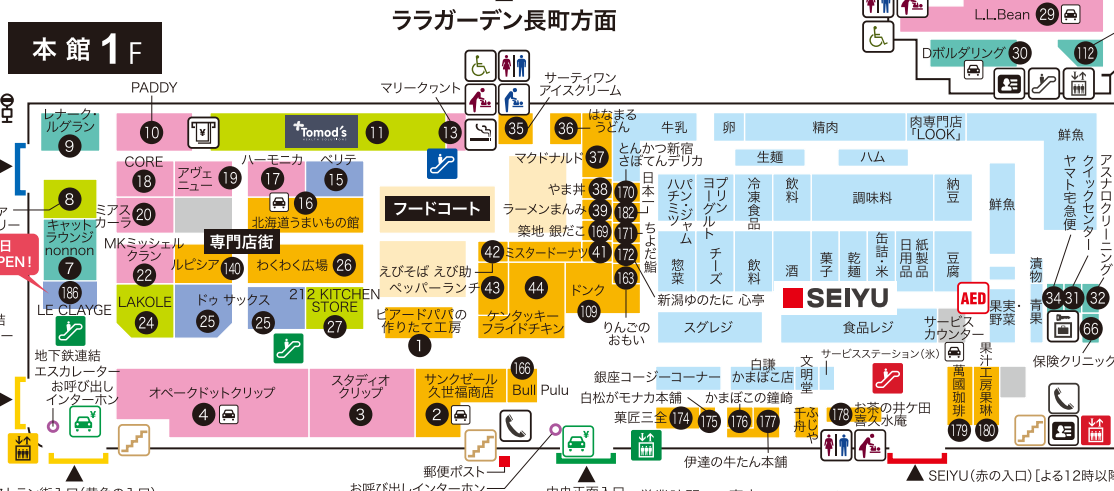 ララガーデン長町方面
本館1F
L.L.Bean 29
Dボルダリング 30
112
PADDY
マリークヮント
サーティワン
アイスクリーム
レナーク・
ルグラン
9
10
Tomod's
11
13
35
36
はなまる
うどん
牛乳
卵
精肉
肉専門店
「LOOK」
鮮魚
CORE
18
アヴェ
ニュー
19
ハーモニカ
17
ベリテ
15
マクドナルド
37
とんかつ新宿
さぼてんデリカ
生麺
ハム
8
ミアス
カーラ
20
16
北海道うまいもの館
フードコート
やま丼
38
170
日本一
ラーメンまんみ
39
182
築地 銀だこ
169
171
ちよだ鮨
ハチミツ
パン・ジャム
ヨーグルト
プリン
冷凍食品
飲料
調味料
納豆
鮮魚
ヤマト宅急便
クイックセンター
アスナロクリーニング
キャット
ラウンジ
nonnon
7
専門店街
MKミッシェル
クラン
22
ルピシア
140
わくわく広場
26
42
ミスタードーナツ
41
172
えびそば えび助
ペッパーランチ
43
44
ドンク
109
163
惣菜
チーズ
飲料
酒
菓子
乾麺
缶詰・米
日用品
紙製品
豆腐
漬物
新潟ゆのたに 心亭
SEIYU
AED
186
LE CLAYGE
LAKOLE
24
ドゥ サックス
25
25
212 KITCHEN
STORE
27
ビアードパパの
作りたて工房
1
ケンタッキー
フライドチキン
りんごの
おもい
スグレジ
食品レジ
サービス
カウンター
果実・
野菜
青果
34
31
32
66
保険クリニック
地下鉄連結
エスカレーター
お呼び出し
インターホン
オペークドットクリップ
4
スタディオ
クリップ
3
サンクゼール
久世福商店
2
166
Bull Pulu
銀座コージーコーナー
白謙
かまぼこ店
文明堂
サービスステーション(氷)
萬國珈琲
179
果汁工房果琳
180
白松がモナカ本舗
かまぼこの鐘崎
菓匠三全
174
175
176
177
ふじや
千舟
178
お茶の井ケ田
喜久水庵
伊達の牛たん本舗
郵便ポスト
お呼び出しインターホン
SEIYU(赤の入口)[よる12時以